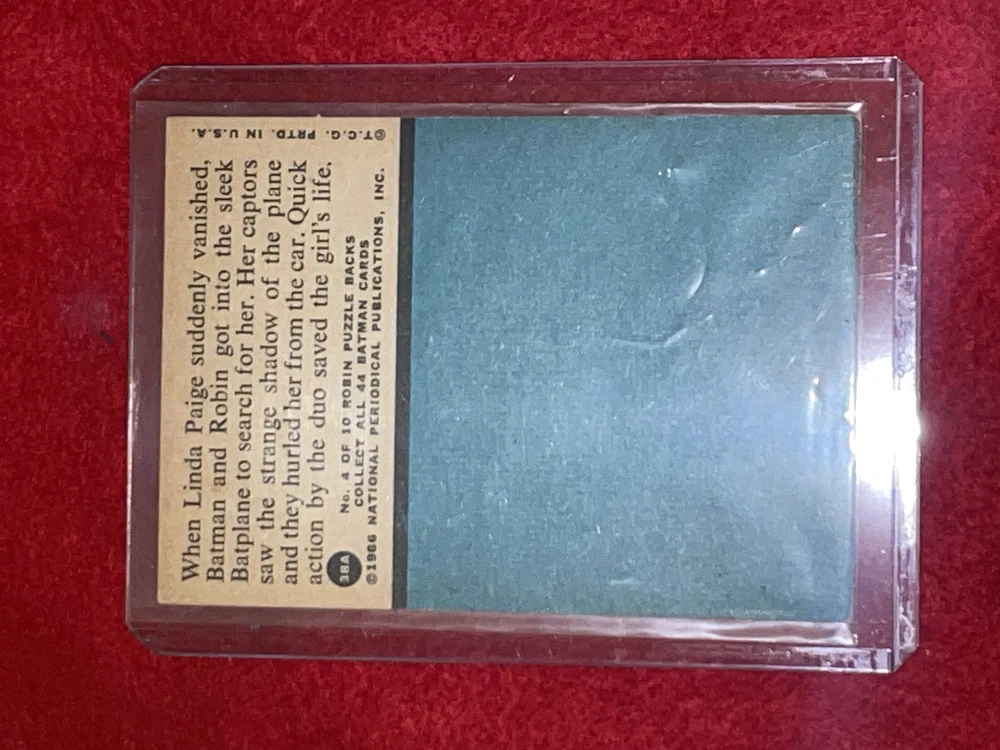 When Linda Paige suddenly vanished,
Batman and Robin got into the sleek
Batplane to search for her. Her captors
saw the strange shadow of the plane
and they hurled her from the car. Quick
action by the duo saved the girl's life.
38A
No. 4 OF 10 ROBIN PUZZLE BACKS
COLLECT ALL 44 BATMAN CARDS
©1966 NATIONAL PERIODICAL PUBLICATIONS, INC.
©T.C.G. PRTD. IN U.S.A.